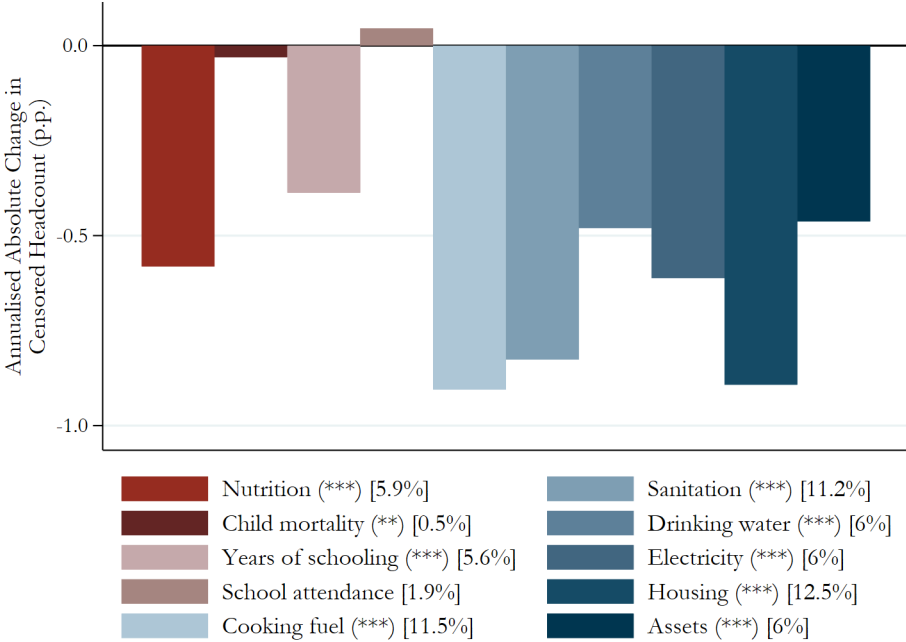 Annualised Absolute Change in
Censored Headcount (p.p.)
0.0
-0.5
-1.0
Nutrition (***) [5.9%]
Child mortality (**) [0.5%]
Years of schooling (***) [5.6%]
School attendance [1.9%]
Cooking fuel (***) [11.5%]
Sanitation (***) [11.2%]
Drinking water (***) [6%]
Electricity (***) [6%]
Housing (***) [12.5%]
Assets (***) [6%]